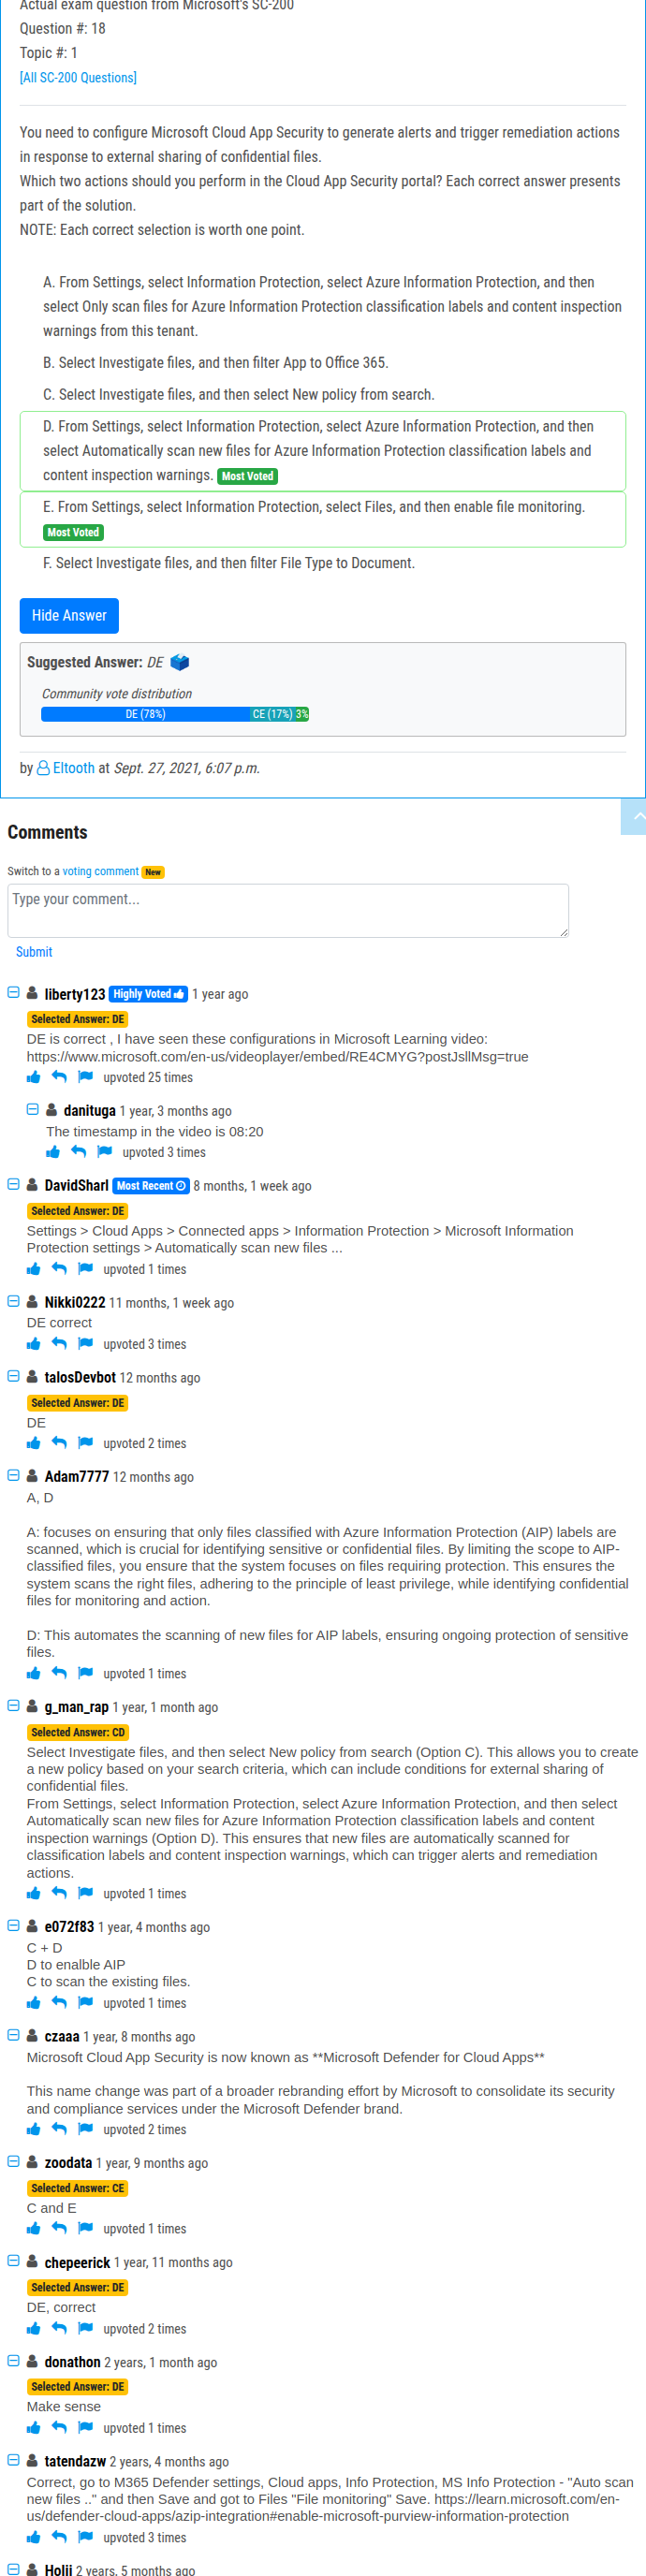 Actual exam question from Microsoft's SC-200
Question #: 18
Topic #: 1
[All SC-200 Questions]
You need to configure Microsoft Cloud App Security to generate alerts and trigger remediation actions
in response to external sharing of confidential files.
Which two actions should you perform in the Cloud App Security portal? Each correct answer presents
part of the solution.
NOTE: Each correct selection is worth one point.
A. From Settings, select Information Protection, select Azure Information Protection, and then
select Only scan files for Azure Information Protection classification labels and content inspection
warnings from this tenant.
B. Select Investigate files, and then filter App to Office 365.
C. Select Investigate files, and then select New policy from search.
D. From Settings, select Information Protection, select Azure Information Protection, and then
select Automatically scan new files for Azure Information Protection classification labels and
content inspection warnings. Most Voted
E. From Settings, select Information Protection, select Files, and then enable file monitoring.
Most Voted
F. Select Investigate files, and then filter File Type to Document.
Hide Answer
Suggested Answer: DE
Community vote distribution
DE (78%) CE (17%) 3%
by Eltooth at Sept. 27, 2021, 6:07 p.m.
Comments
Switch to a voting comment New
Type your comment...
Submit
liberty123 Highly Voted 1 year ago
Selected Answer: DE
DE is correct , I have seen these configurations in Microsoft Learning video:
https://www.microsoft.com/en-us/videoplayer/embed/RE4CMYG?postJsllMsg=true
upvoted 25 times
danituga 1 year, 3 months ago
The timestamp in the video is 08:20
upvoted 3 times
DavidSharl Most Recent 8 months, 1 week ago
Selected Answer: DE
Settings > Cloud Apps > Connected apps > Information Protection > Microsoft Information
Protection settings > Automatically scan new files ...
upvoted 1 times
Nikki0222 11 months, 1 week ago
DE correct
upvoted 3 times
talosDevbot 12 months ago
Selected Answer: DE
DE
upvoted 2 times
Adam7777 12 months ago
A, D
A: focuses on ensuring that only files classified with Azure Information Protection (AIP) labels are
scanned, which is crucial for identifying sensitive or confidential files. By limiting the scope to AIP-
classified files, you ensure that the system focuses on files requiring protection. This ensures the
system scans the right files, adhering to the principle of least privilege, while identifying confidential
files for monitoring and action.
D: This automates the scanning of new files for AIP labels, ensuring ongoing protection of sensitive
files.
upvoted 1 times
g_man_rap 1 year, 1 month ago
Selected Answer: CD
Select Investigate files, and then select New policy from search (Option C). This allows you to create
a new policy based on your search criteria, which can include conditions for external sharing of
confidential files.
From Settings, select Information Protection, select Azure Information Protection, and then select
Automatically scan new files for Azure Information Protection classification labels and content
inspection warnings (Option D). This ensures that new files are automatically scanned for
classification labels and content inspection warnings, which can trigger alerts and remediation
actions.
upvoted 1 times
e072f83 1 year, 4 months ago
C + D
D to enalble AIP
C to scan the existing files.
upvoted 1 times
czaaa 1 year, 8 months ago
Microsoft Cloud App Security is now known as **Microsoft Defender for Cloud Apps**
This name change was part of a broader rebranding effort by Microsoft to consolidate its security
and compliance services under the Microsoft Defender brand.
upvoted 2 times
zoodata 1 year, 9 months ago
Selected Answer: CE
C and E
upvoted 1 times
chepeerick 1 year, 11 months ago
Selected Answer: DE
DE, correct
upvoted 2 times
donathon 2 years, 1 month ago
Selected Answer: DE
Make sense
upvoted 1 times
tatendazw 2 years, 4 months ago
Correct, go to M365 Defender settings, Cloud apps, Info Protection, MS Info Protection - "Auto scan
new files .." and then Save and got to Files "File monitoring" Save. https://learn.microsoft.com/en-
us/defender-cloud-apps/azip-integration#enable-microsoft-purview-information-protection
upvoted 3 times
Holii 2 years, 5 months ago